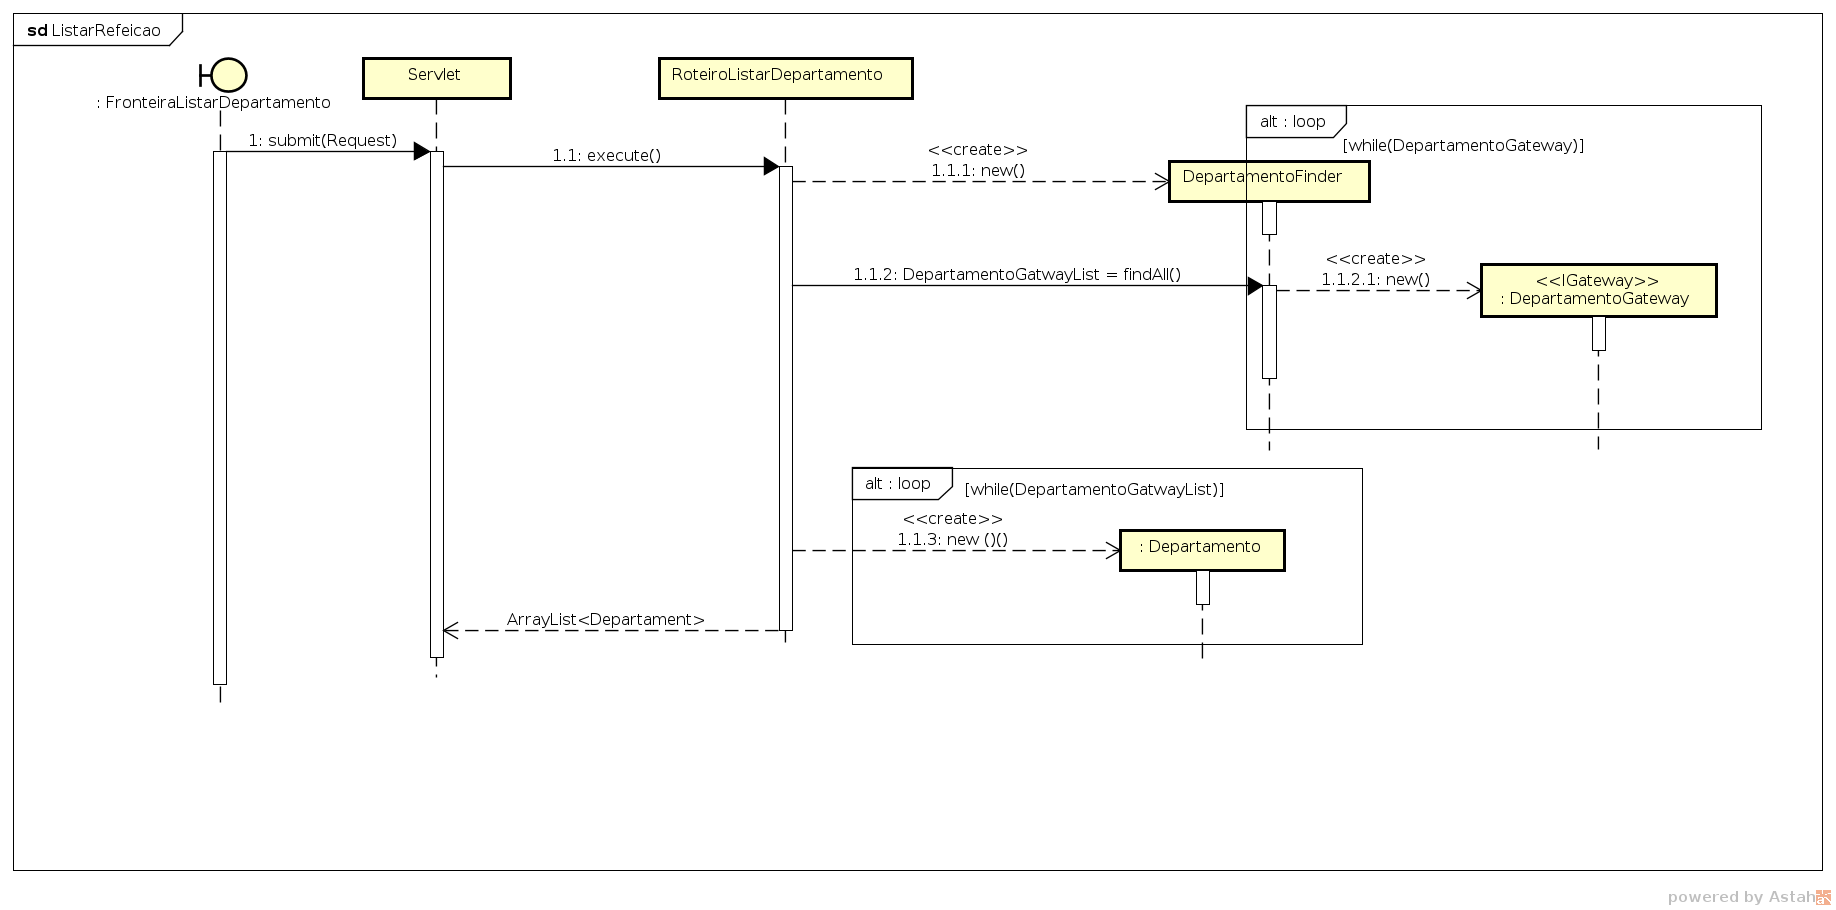 sd ListarRefeicao
: FronteiraListarDepartamento
Servlet
RoteiroListarDepartamento
alt : loop
[while(DepartamentoGateway)]
1: submit(Request)
1.1: execute()
<<create>>
1.1.1: new()
DepartamentoFinder
1.1.2: DepartamentoGatwayList = findAll()
<<create>>
1.1.2.1: new()
<<IGateway>>
: DepartamentoGateway
alt : loop
[while(DepartamentoGatwayList)]
<<create>>
1.1.3: new ()()
: Departamento
ArrayList<Departament>
powered by Astah